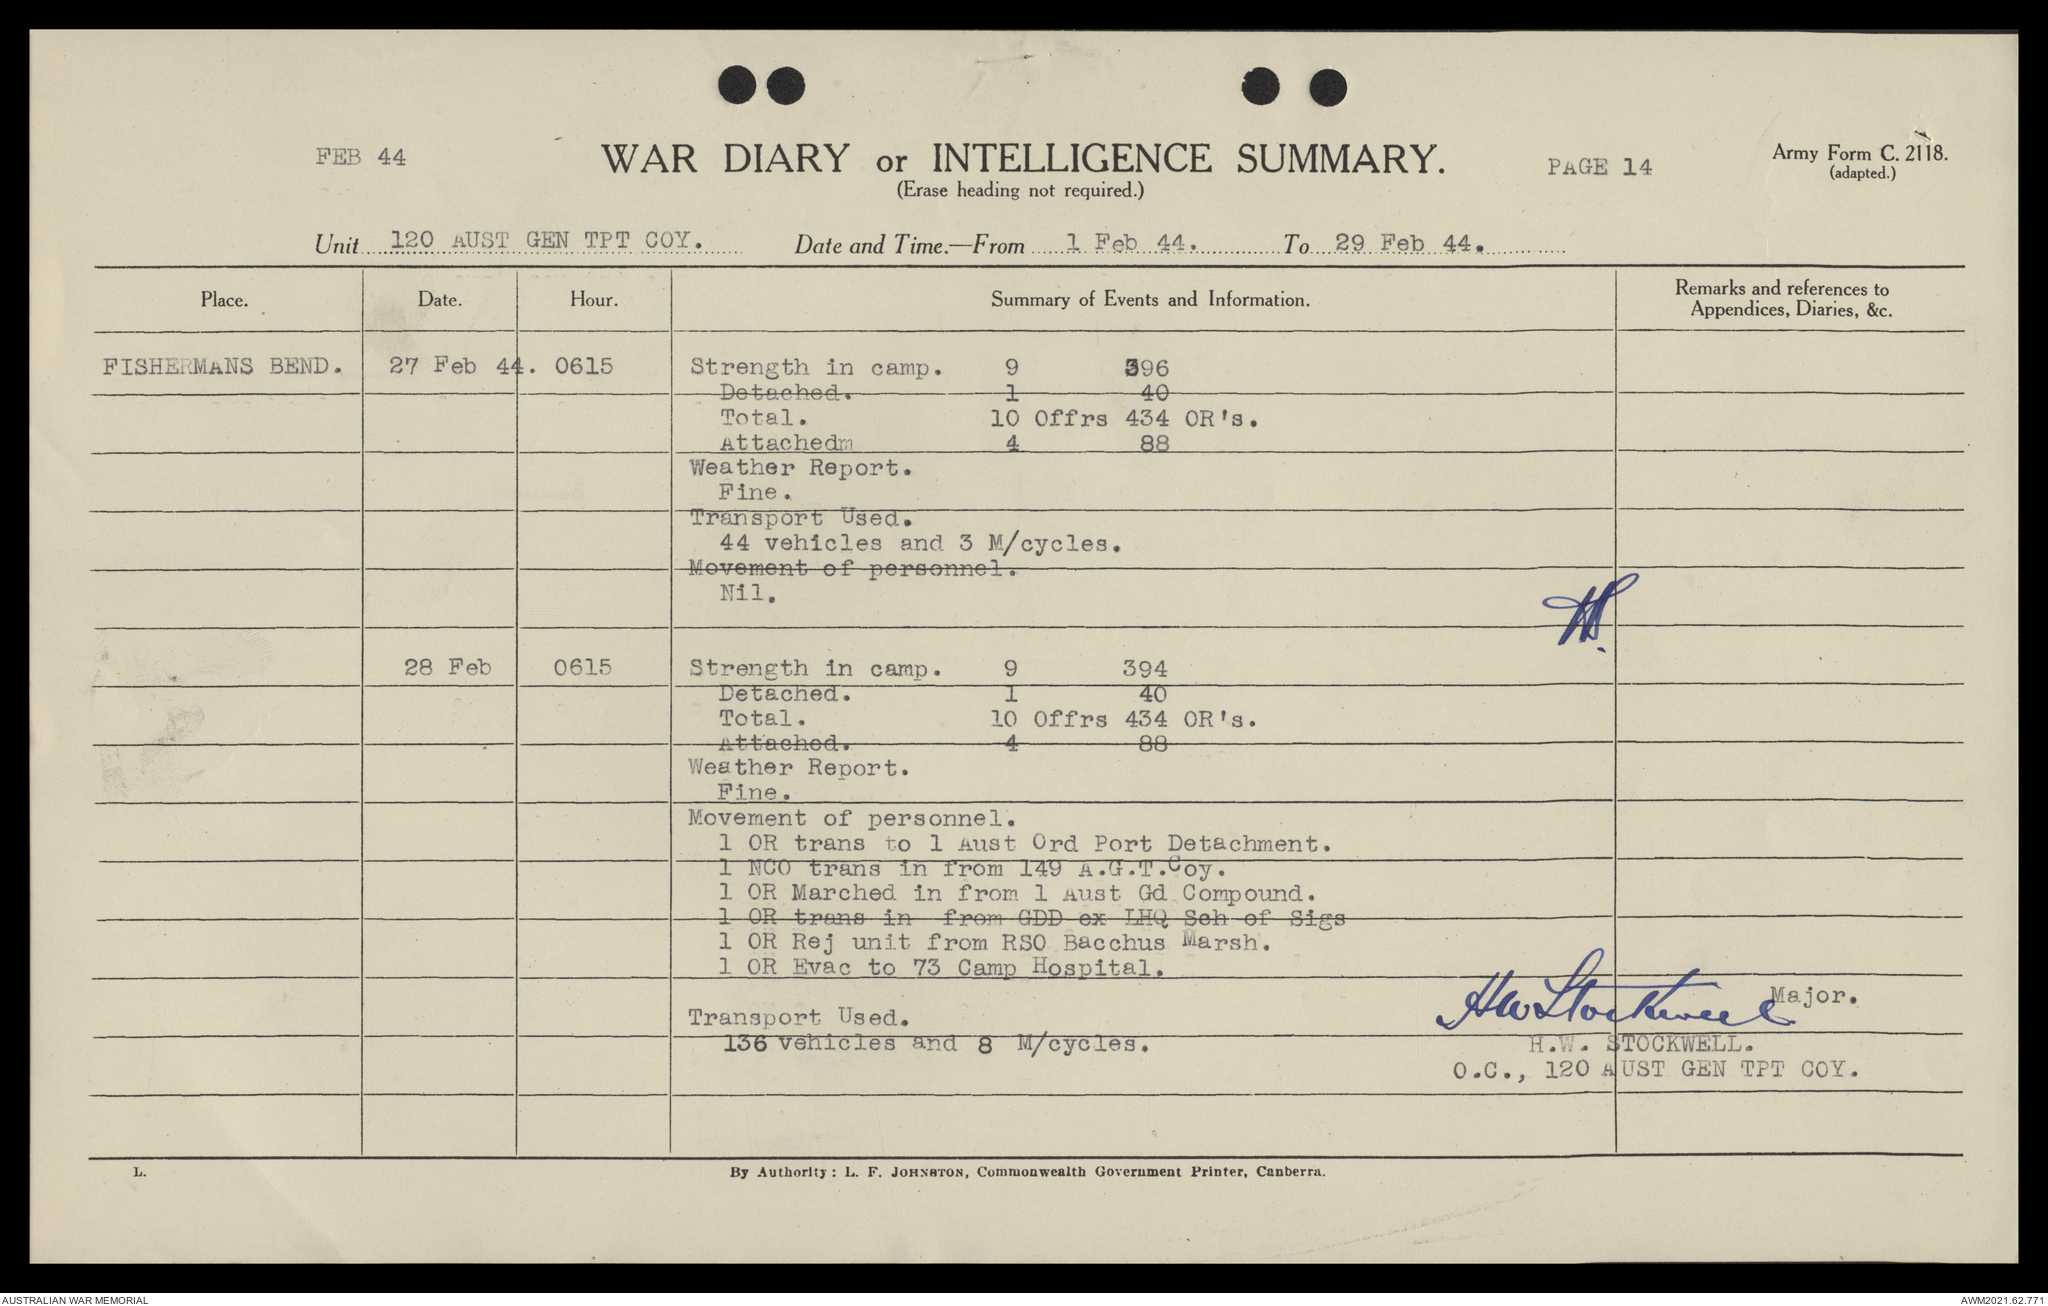 FEB 44
WAR DIARY or INTELLIGENCE SUMMARY.
(Erase heading not required.)
PAGE 14
Army Form C. 2118.
(adapted.)
Unit 120 AUST GEN TPT COY. Date and Time.—From 1 Feb 44. To 29 Feb 44.
Place. Date. Hour. Summary of Events and Information. Remarks and references to Appendices, Diaries, &c.
FISHERMANS BEND. 27 Feb 44. 0615 Strength in camp. 9 396
Detached. 1 40
Total. 10 Offrs 434 OR's.
Attachedm 4 88
Weather Report.
Fine.
Transport Used.
44 vehicles and 3 M/cycles.
Movement of personnel.
Nil.
HS.
28 Feb 0615 Strength in camp. 9 394
Detached. 1 40
Total. 10 Offrs 434 OR's.
Attached. 4 88
Weather Report.
Fine.
Movement of personnel.
1 OR trans to 1 Aust Ord Port Detachment.
1 NCO trans in from 149 A.G.T.Coy.
1 OR Marched in from 1 Aust Gd Compound.
1 OR trans in from GDD ex LHQ Sch of Sigs
1 OR Rej unit from RSO Bacchus Marsh.
1 OR Evac to 73 Camp Hospital.
HW Stockwell Major.
Transport Used.
136 vehicles and 8 M/cycles.
H.W. STOCKWELL.
O.C., 120 AUST GEN TPT COY.
L.
By Authority: L. F. JOHNSTON, Commonwealth Government Printer, Canberra.
AUSTRALIAN WAR MEMORIAL
AWM2021.62.771